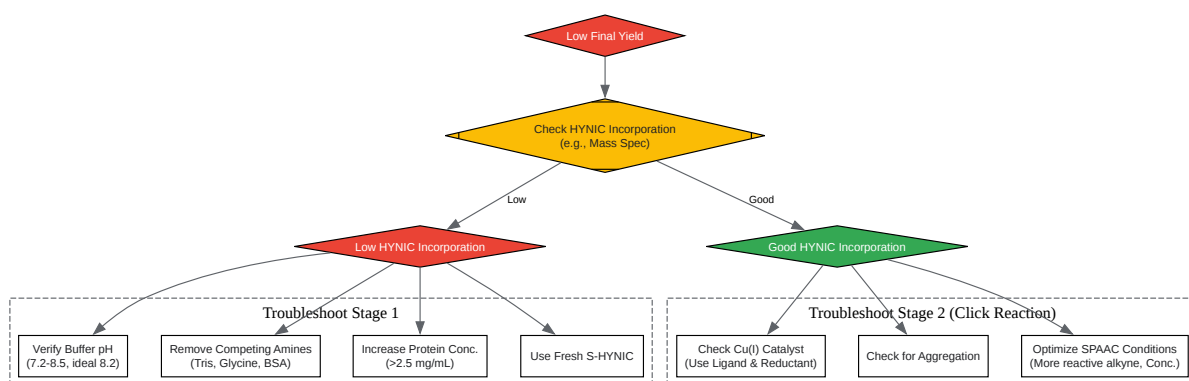 Low Final Yield
Check HYNIC Incorporation
(e.g., Mass Spec)
Low
Good
Low HYNIC Incorporation
Good HYNIC Incorporation
Troubleshoot Stage 1
Troubleshoot Stage 2 (Click Reaction)
Verify Buffer pH
(7.2-8.5, ideal 8.2)
Remove Competing Amines
(Tris, Glycine, BSA)
Increase Protein Conc.
(>2.5 mg/mL)
Use Fresh S-HYNIC
Check Cu(I) Catalyst
(Use Ligand & Reductant)
Check for Aggregation
Optimize SPAAC Conditions
(More reactive alkyne, Conc.)